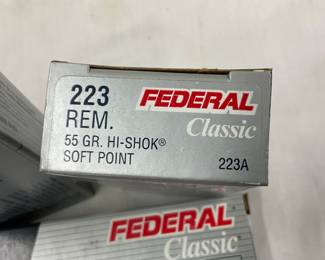 223
REM.
55 GR. HI-SHOK®
SOFT POINT
FEDERAL
Classic
223A
FEDERAL
Classic